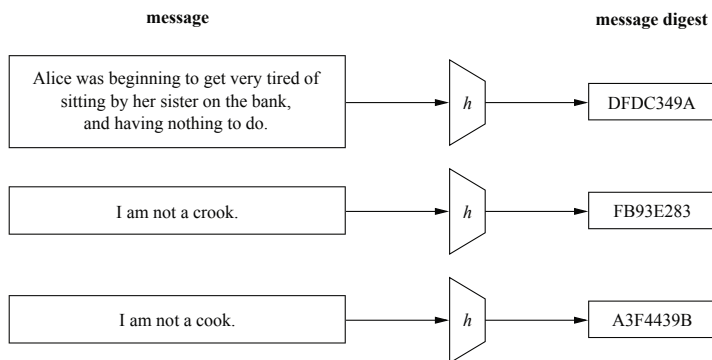 message
message digest
Alice was beginning to get very tired of
sitting by her sister on the bank,
and having nothing to do.
h
DFDC349A
I am not a crook.
h
FB93E283
I am not a cook.
h
A3F4439B